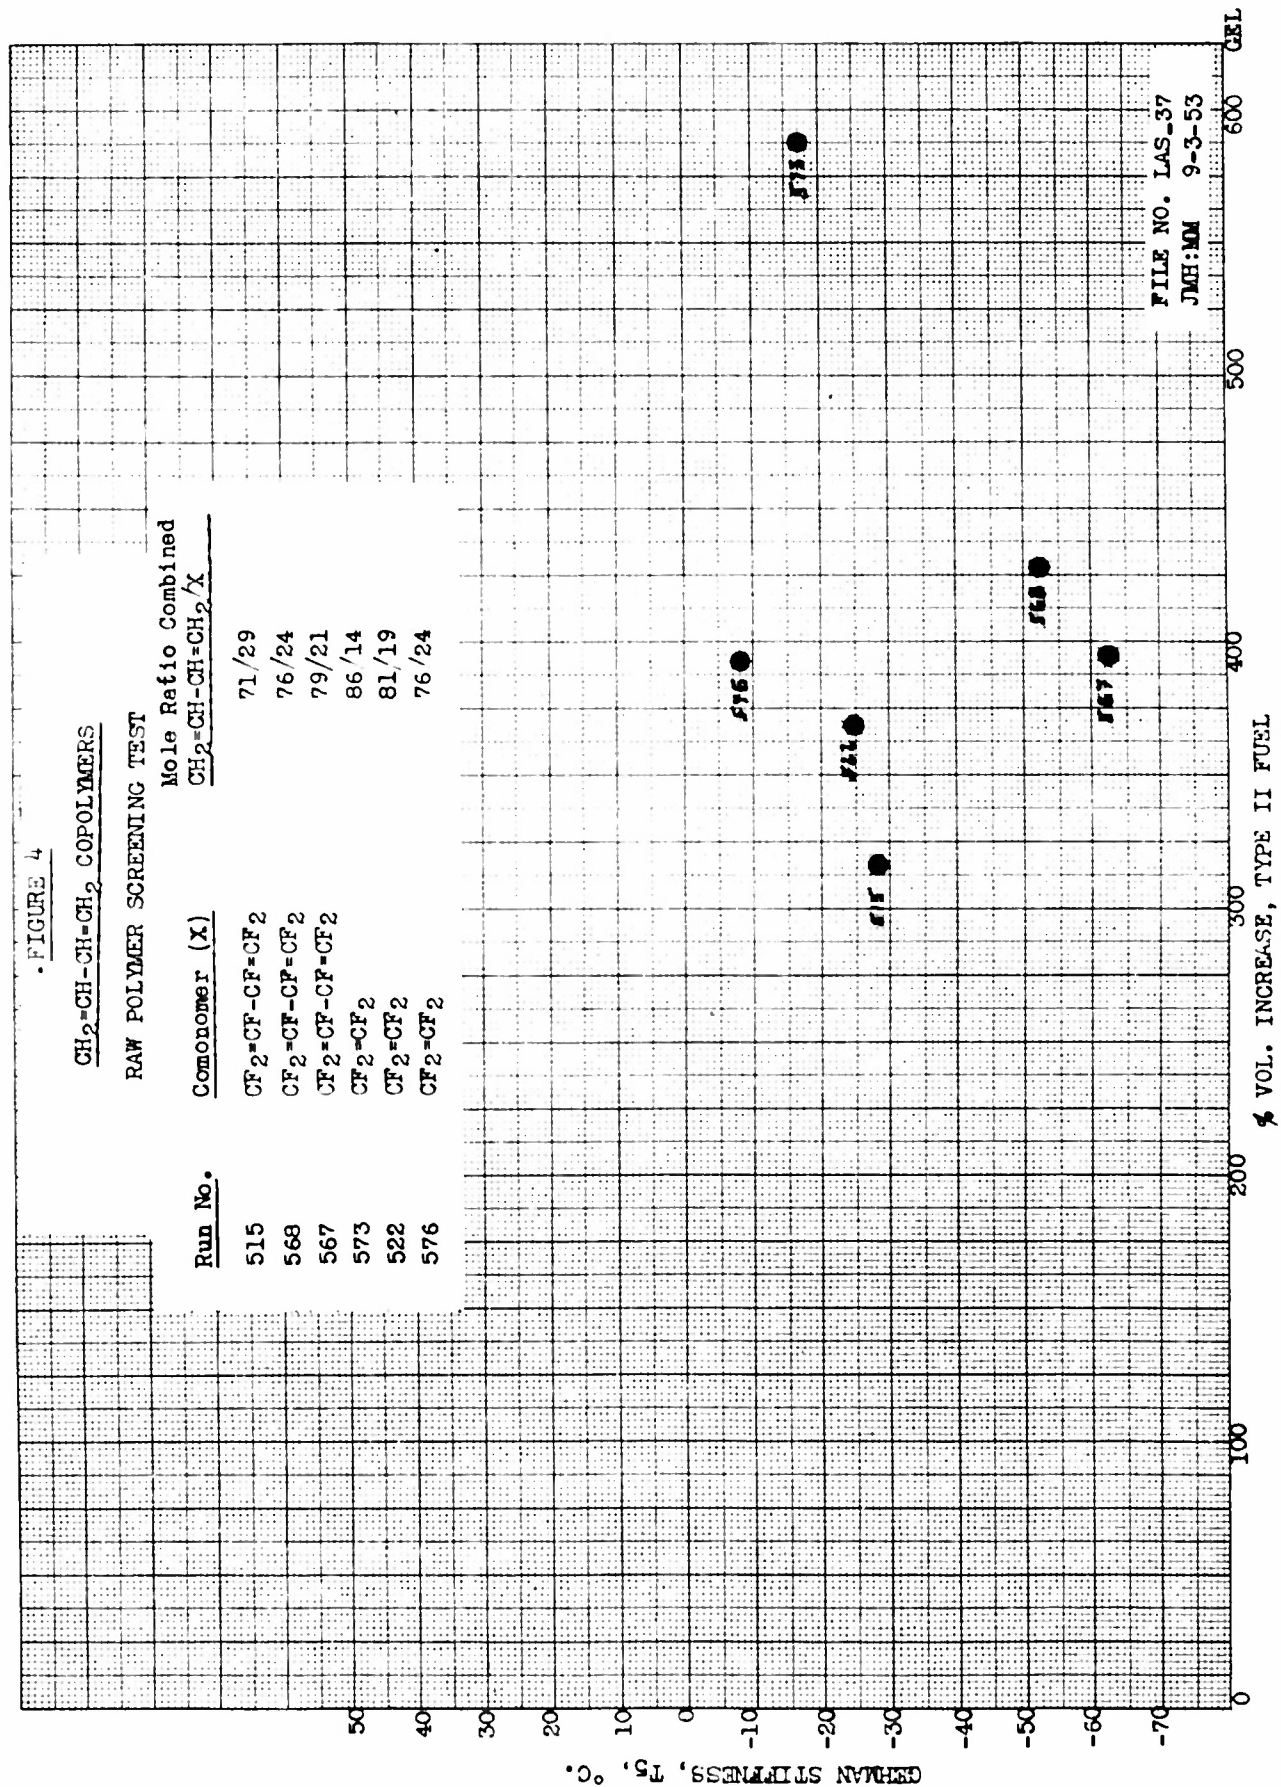 FIGURE 4
CH2=CH-CH=CH2 COPOLYMERS
RAW POLYMER SCREENING TEST
Run No. Comonomer (X) Mole Ratio Combined CH2=CH-CH=CH2/X
515 CF2=CF-CF=CF2 71/29
568 CF2=CF-CF=CF2 76/24
567 CF2=CF-CF=CF2 79/21
573 CF2=CF2 86/14
522 CF2=CF2 81/19
576 CF2=CF2 76/24
GERMAN STIFFNESS, T5, °C.
50
40
30
20
10
0
-10
-20
-30
-40
-50
-60
-70
576
573
515
568
567
FILE NO. LAS-37
JMH:MM 9-3-53
0 100 200 300 400 500 600 GEL
% VOL. INCREASE, TYPE II FUEL